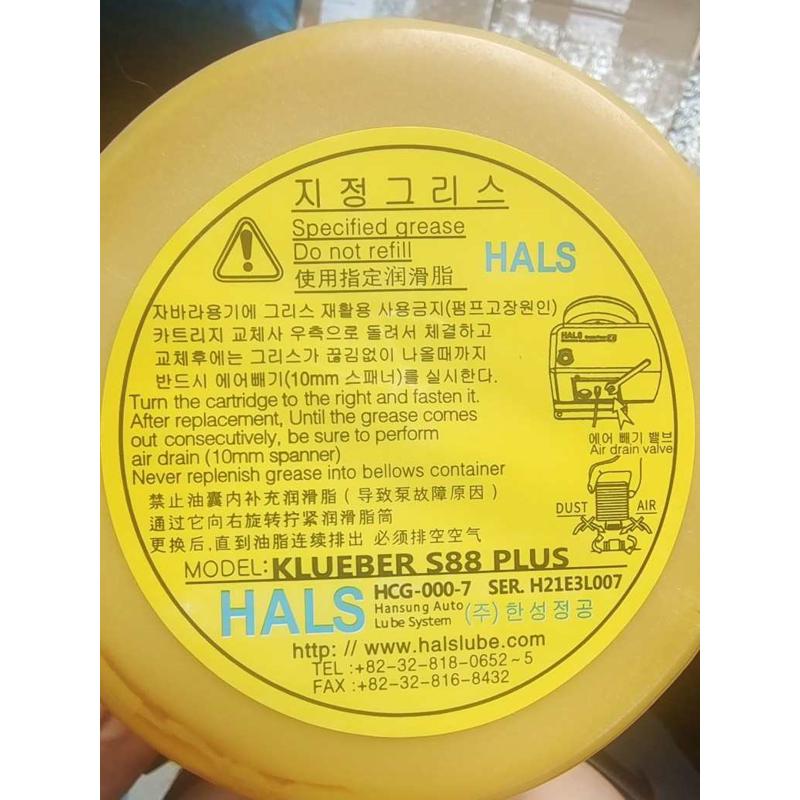 지정그리스
Specified grease
Do not refill
使用指定润滑脂
HALS
자바라용기에 그리스 재활용 사용금지(펌프고장원인)
카트리지 교체사 우측으로 돌려서 체결하고
교체후에는 그리스가 끊김없이 나올때까지
반드시 에어빼기(10mm 스패너)를 실시한다.
Turn the cartridge to the right and fasten it.
After replacement, Until the grease comes
out consecutively, be sure to perform
air drain (10mm spanner)
Never replenish grease into bellows container
禁止油囊内补充润滑脂(导致泵故障原因)
通过它向右旋转拧紧润滑脂筒
更换后,直到油脂连续排出 必须排空空气
HALS
에어 빼기 밸브
Air drain valve
DUST AIR
MODEL: KLUEBER S88 PLUS
HALS
HCG-000-7 SER. H21E3L007
Hansung Auto
Lube System
(주)한성정공
http: // www.halslube.com
TEL :+82-32-818-0652~5
FAX :+82-32-816-8432